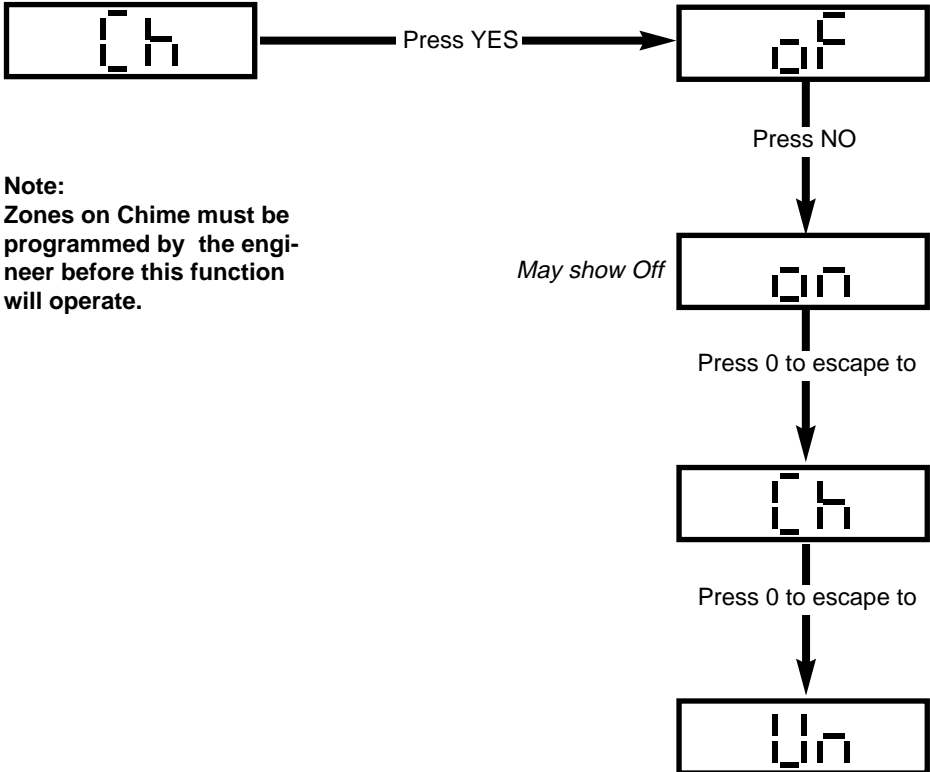 Ch
Press YES
oF
Press NO
Note:
Zones on Chime must be
programmed by the engi-
neer before this function
will operate.
May show Off
on
Press 0 to escape to
Ch
Press 0 to escape to
Un